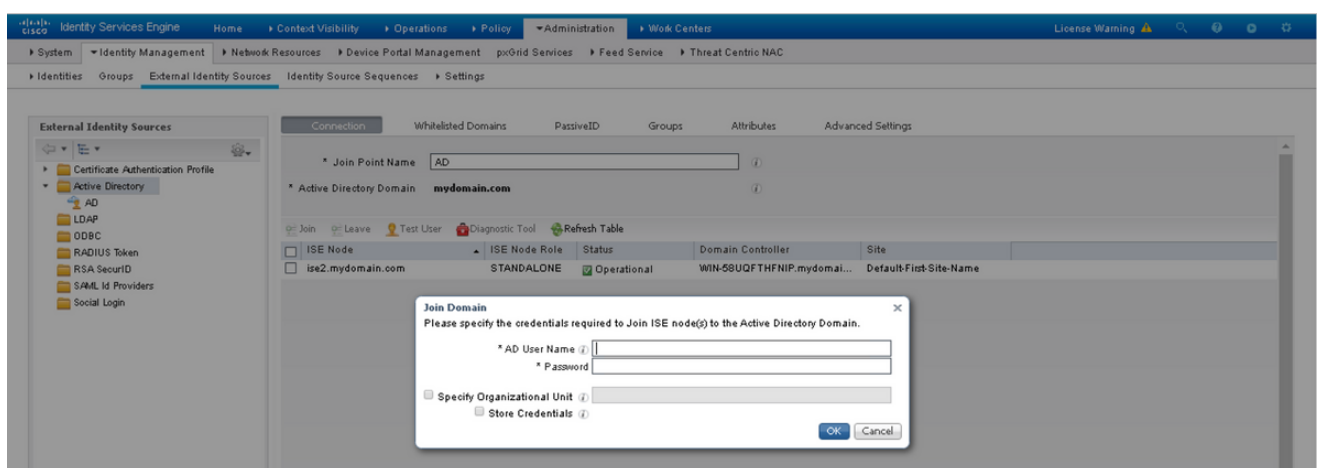 cisco Identity Services Engine Home Context Visibility Operations Policy Administration Work Centers License Warning
System Identity Management Network Resources Device Portal Management pxGrid Services Feed Service Threat Centric NAC
Identities Groups External Identity Sources Identity Source Sequences Settings
External Identity Sources
Certificate Authentication Profile
Active Directory
AD
LDAP
ODBC
RADIUS Token
RSA SecurID
SAML Id Providers
Social Login
Connection Whitelisted Domains PassiveID Groups Attributes Advanced Settings
* Join Point Name AD
* Active Directory Domain mydomain.com
Join Leave Test User Diagnostic Tool Refresh Table
ISE Node ISE Node Role Status Domain Controller Site
ise2.mydomain.com STANDALONE Operational WIN-58UQFTHFNIP.mydomai... Default-First-Site-Name
Join Domain
Please specify the credentials required to Join ISE node(s) to the Active Directory Domain.
* AD User Name
* Password
Specify Organizational Unit
Store Credentials
OK Cancel